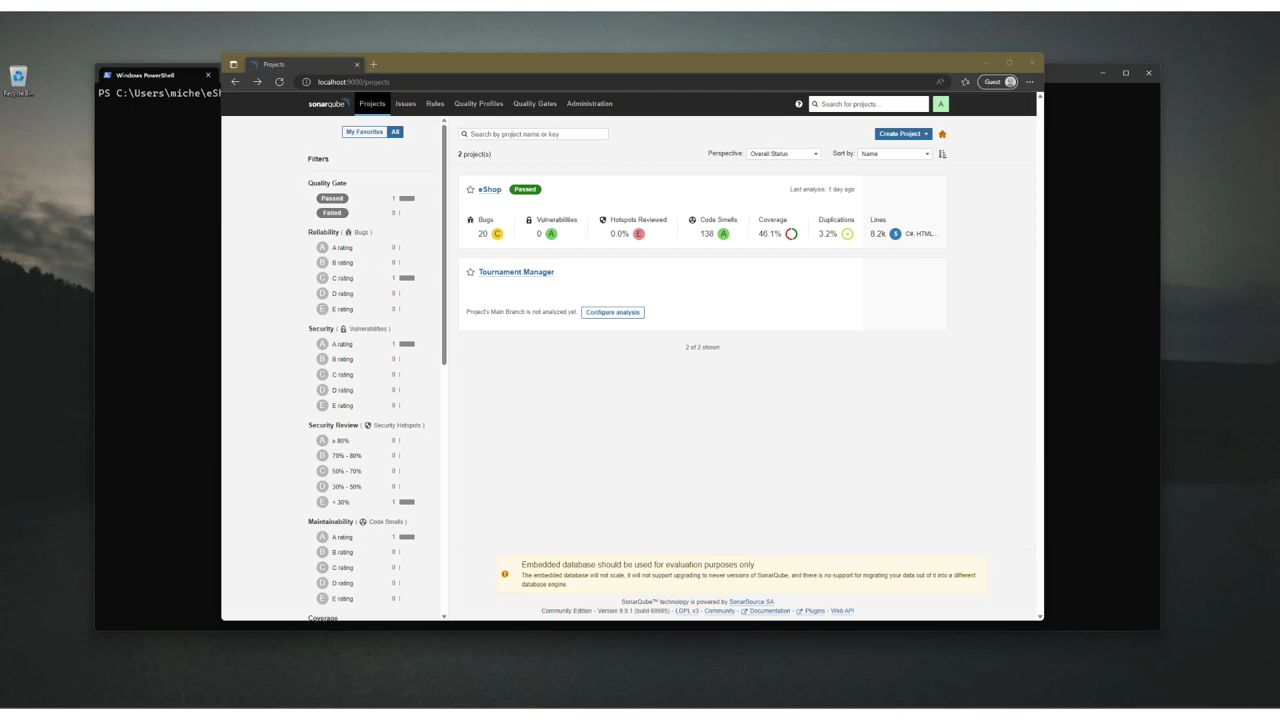 Recycle Bin
Windows PowerShell
PS C:\Users\miche\eSh
Projects
localhost:9000/projects
Guest
sonarqube
Projects Issues Rules Quality Profiles Quality Gates Administration
Search for projects...
A
My Favorites All
Search by project name or key
Create Project
2 project(s)
Perspective: Overall Status
Sort by: Name
Filters
Quality Gate
Passed 1
Failed 0
Reliability ( Bugs )
A A rating 0
B B rating 0
C C rating 1
D D rating 0
E E rating 0
Security ( Vulnerabilities )
A A rating 1
B B rating 0
C C rating 0
D D rating 0
E E rating 0
Security Review ( Security Hotspots )
A ≥ 80% 0
B 70% - 80% 0
C 50% - 70% 0
D 30% - 50% 0
E < 30% 1
Maintainability ( Code Smells )
A A rating 1
B B rating 0
C C rating 0
D D rating 0
E E rating 0
Coverage
eShop Passed
Last analysis: 1 day ago
Bugs Vulnerabilities Hotspots Reviewed Code Smells Coverage Duplications Lines
20 C 0 A 0.0% E 138 A 46.1% 3.2% 8.2k S C#, HTML...
Tournament Manager
Project's Main Branch is not analyzed yet. Configure analysis
2 of 2 shown
Embedded database should be used for evaluation purposes only
The embedded database will not scale, it will not support upgrading to newer versions of SonarQube, and there is no support for migrating your data out of it into a different
database engine.
SonarQube™ technology is powered by SonarSource SA
Community Edition - Version 9.9.1 (build 69595) - LGPL v3 - Community - Documentation - Plugins - Web API